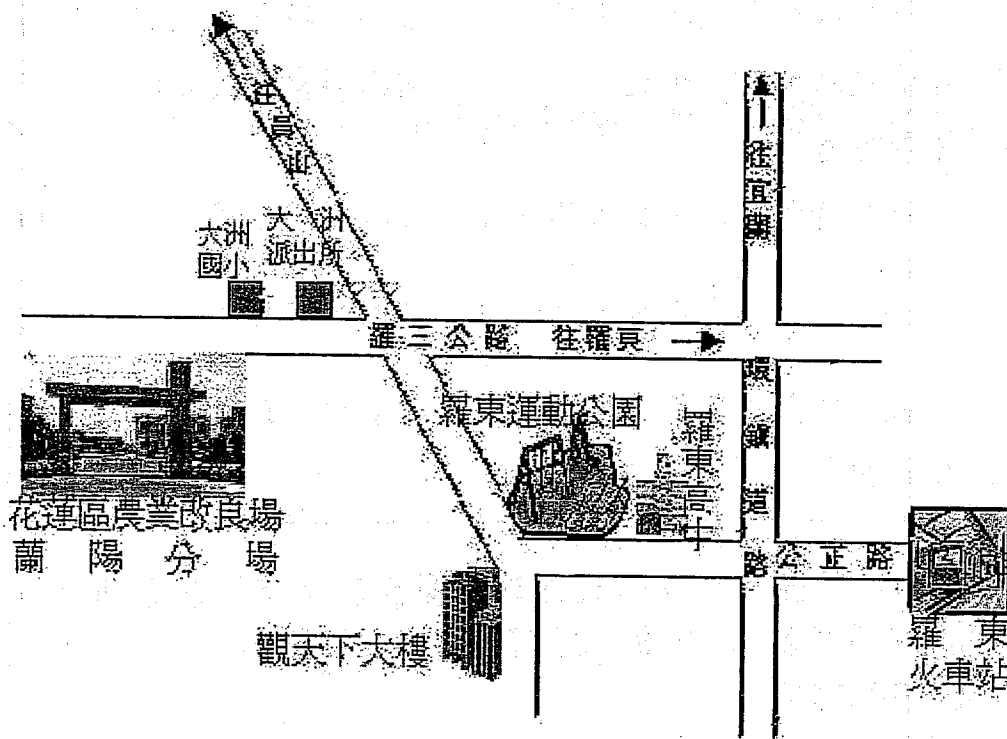 往員山
往宜蘭
大洲
國小
大洲
派出所
羅三公路 往羅東
環鎮道路
羅東運動公園
羅東高中
花蓮區農業改良場
蘭陽分場
公正路
觀天下大樓
羅東
火車站